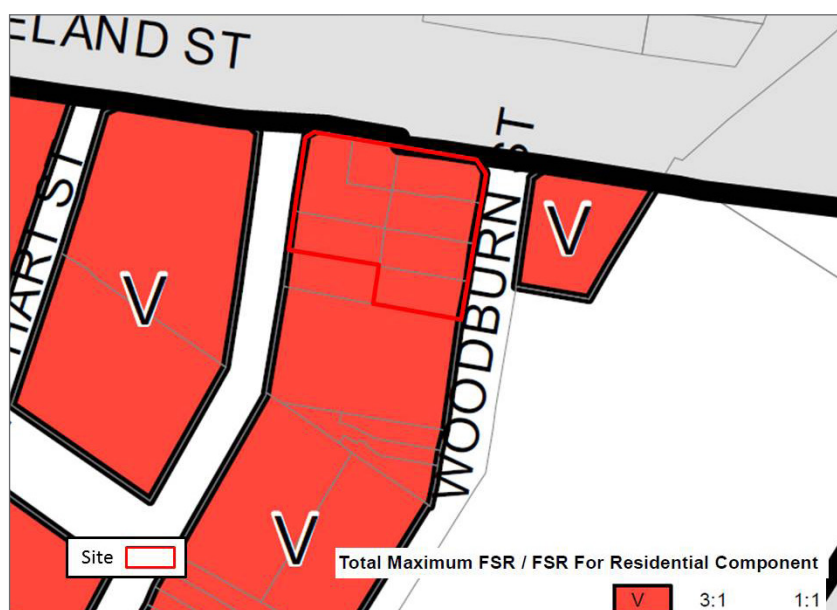 ELAND ST
HART ST
V
V
WOODBURN ST
V
V
Site
Total Maximum FSR / FSR For Residential Component
V 3:1 1:1